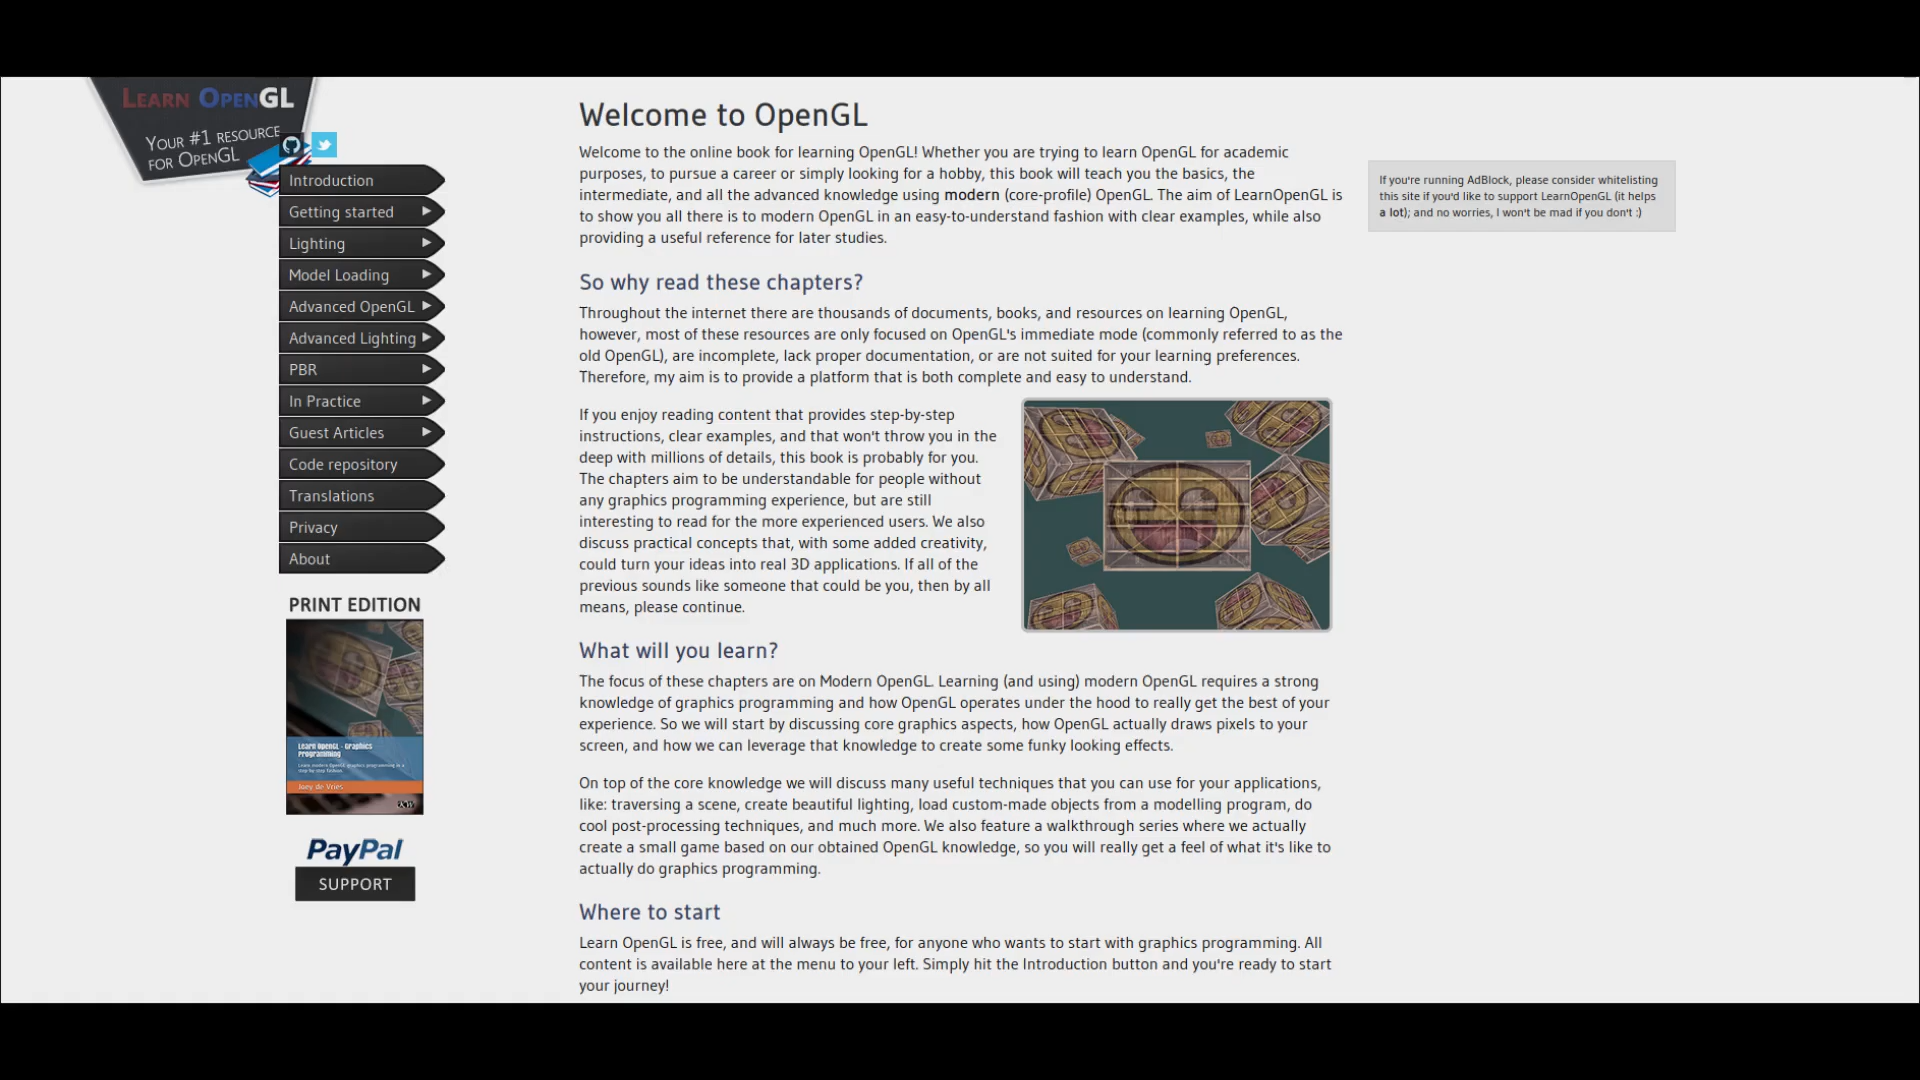 LEARN OPENGL
YOUR #1 RESOURCE
FOR OPENGL
Introduction
Getting started
Lighting
Model Loading
Advanced OpenGL
Advanced Lighting
PBR
In Practice
Guest Articles
Code repository
Translations
Privacy
About
PRINT EDITION
Learn OpenGL - Graphics
Programming
Learn modern OpenGL graphics programming in a
step-by-step fashion.
Joey de Vries
PayPal
SUPPORT
Welcome to OpenGL
Welcome to the online book for learning OpenGL! Whether you are trying to learn OpenGL for academic
purposes, to pursue a career or simply looking for a hobby, this book will teach you the basics, the
intermediate, and all the advanced knowledge using modern (core-profile) OpenGL. The aim of LearnOpenGL is
to show you all there is to modern OpenGL in an easy-to-understand fashion with clear examples, while also
providing a useful reference for later studies.
So why read these chapters?
Throughout the internet there are thousands of documents, books, and resources on learning OpenGL,
however, most of these resources are only focused on OpenGL's immediate mode (commonly referred to as the
old OpenGL), are incomplete, lack proper documentation, or are not suited for your learning preferences.
Therefore, my aim is to provide a platform that is both complete and easy to understand.
If you enjoy reading content that provides step-by-step
instructions, clear examples, and that won't throw you in the
deep with millions of details, this book is probably for you.
The chapters aim to be understandable for people without
any graphics programming experience, but are still
interesting to read for the more experienced users. We also
discuss practical concepts that, with some added creativity,
could turn your ideas into real 3D applications. If all of the
previous sounds like someone that could be you, then by all
means, please continue.
What will you learn?
The focus of these chapters are on Modern OpenGL. Learning (and using) modern OpenGL requires a strong
knowledge of graphics programming and how OpenGL operates under the hood to really get the best of your
experience. So we will start by discussing core graphics aspects, how OpenGL actually draws pixels to your
screen, and how we can leverage that knowledge to create some funky looking effects.
On top of the core knowledge we will discuss many useful techniques that you can use for your applications,
like: traversing a scene, create beautiful lighting, load custom-made objects from a modelling program, do
cool post-processing techniques, and much more. We also feature a walkthrough series where we actually
create a small game based on our obtained OpenGL knowledge, so you will really get a feel of what it's like to
actually do graphics programming.
Where to start
Learn OpenGL is free, and will always be free, for anyone who wants to start with graphics programming. All
content is available here at the menu to your left. Simply hit the Introduction button and you're ready to start
your journey!
If you're running AdBlock, please consider whitelisting
this site if you'd like to support LearnOpenGL (it helps
a lot); and no worries, I won't be mad if you don't :)